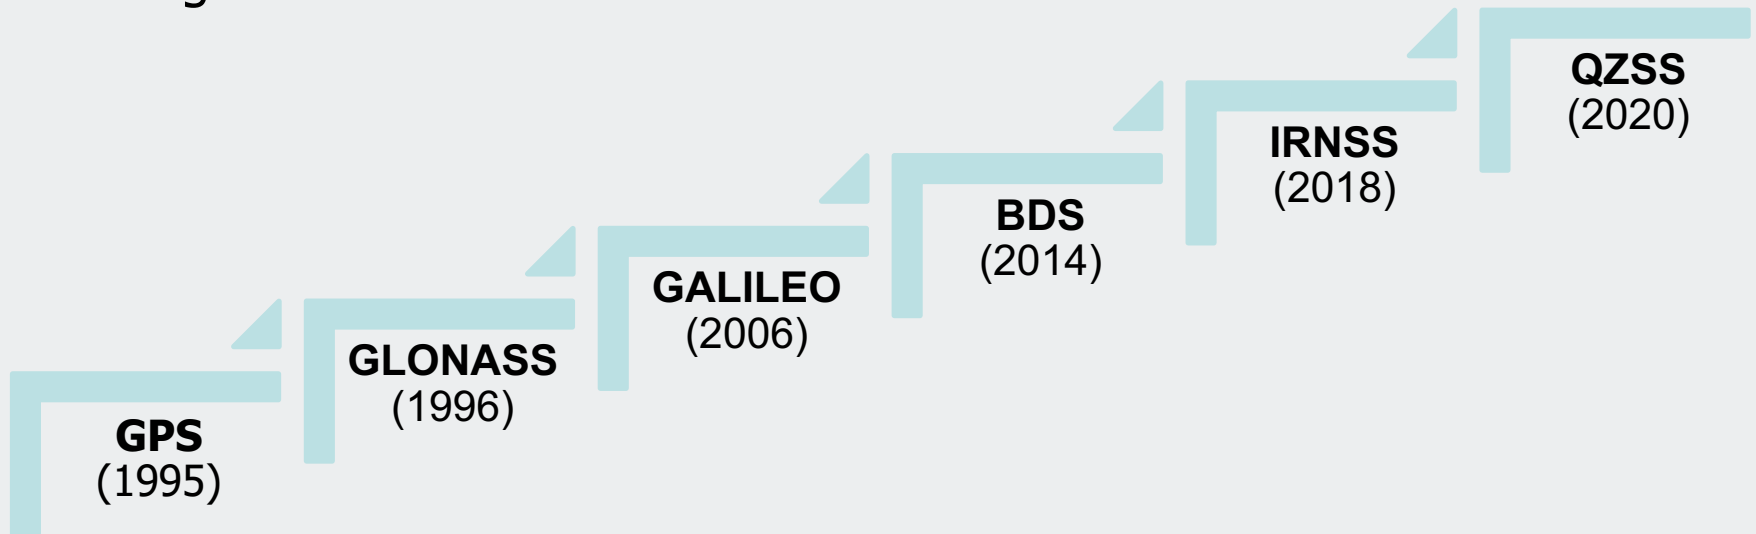 GPS
(1995)
GLONASS
(1996)
GALILEO
(2006)
BDS
(2014)
IRNSS
(2018)
QZSS
(2020)